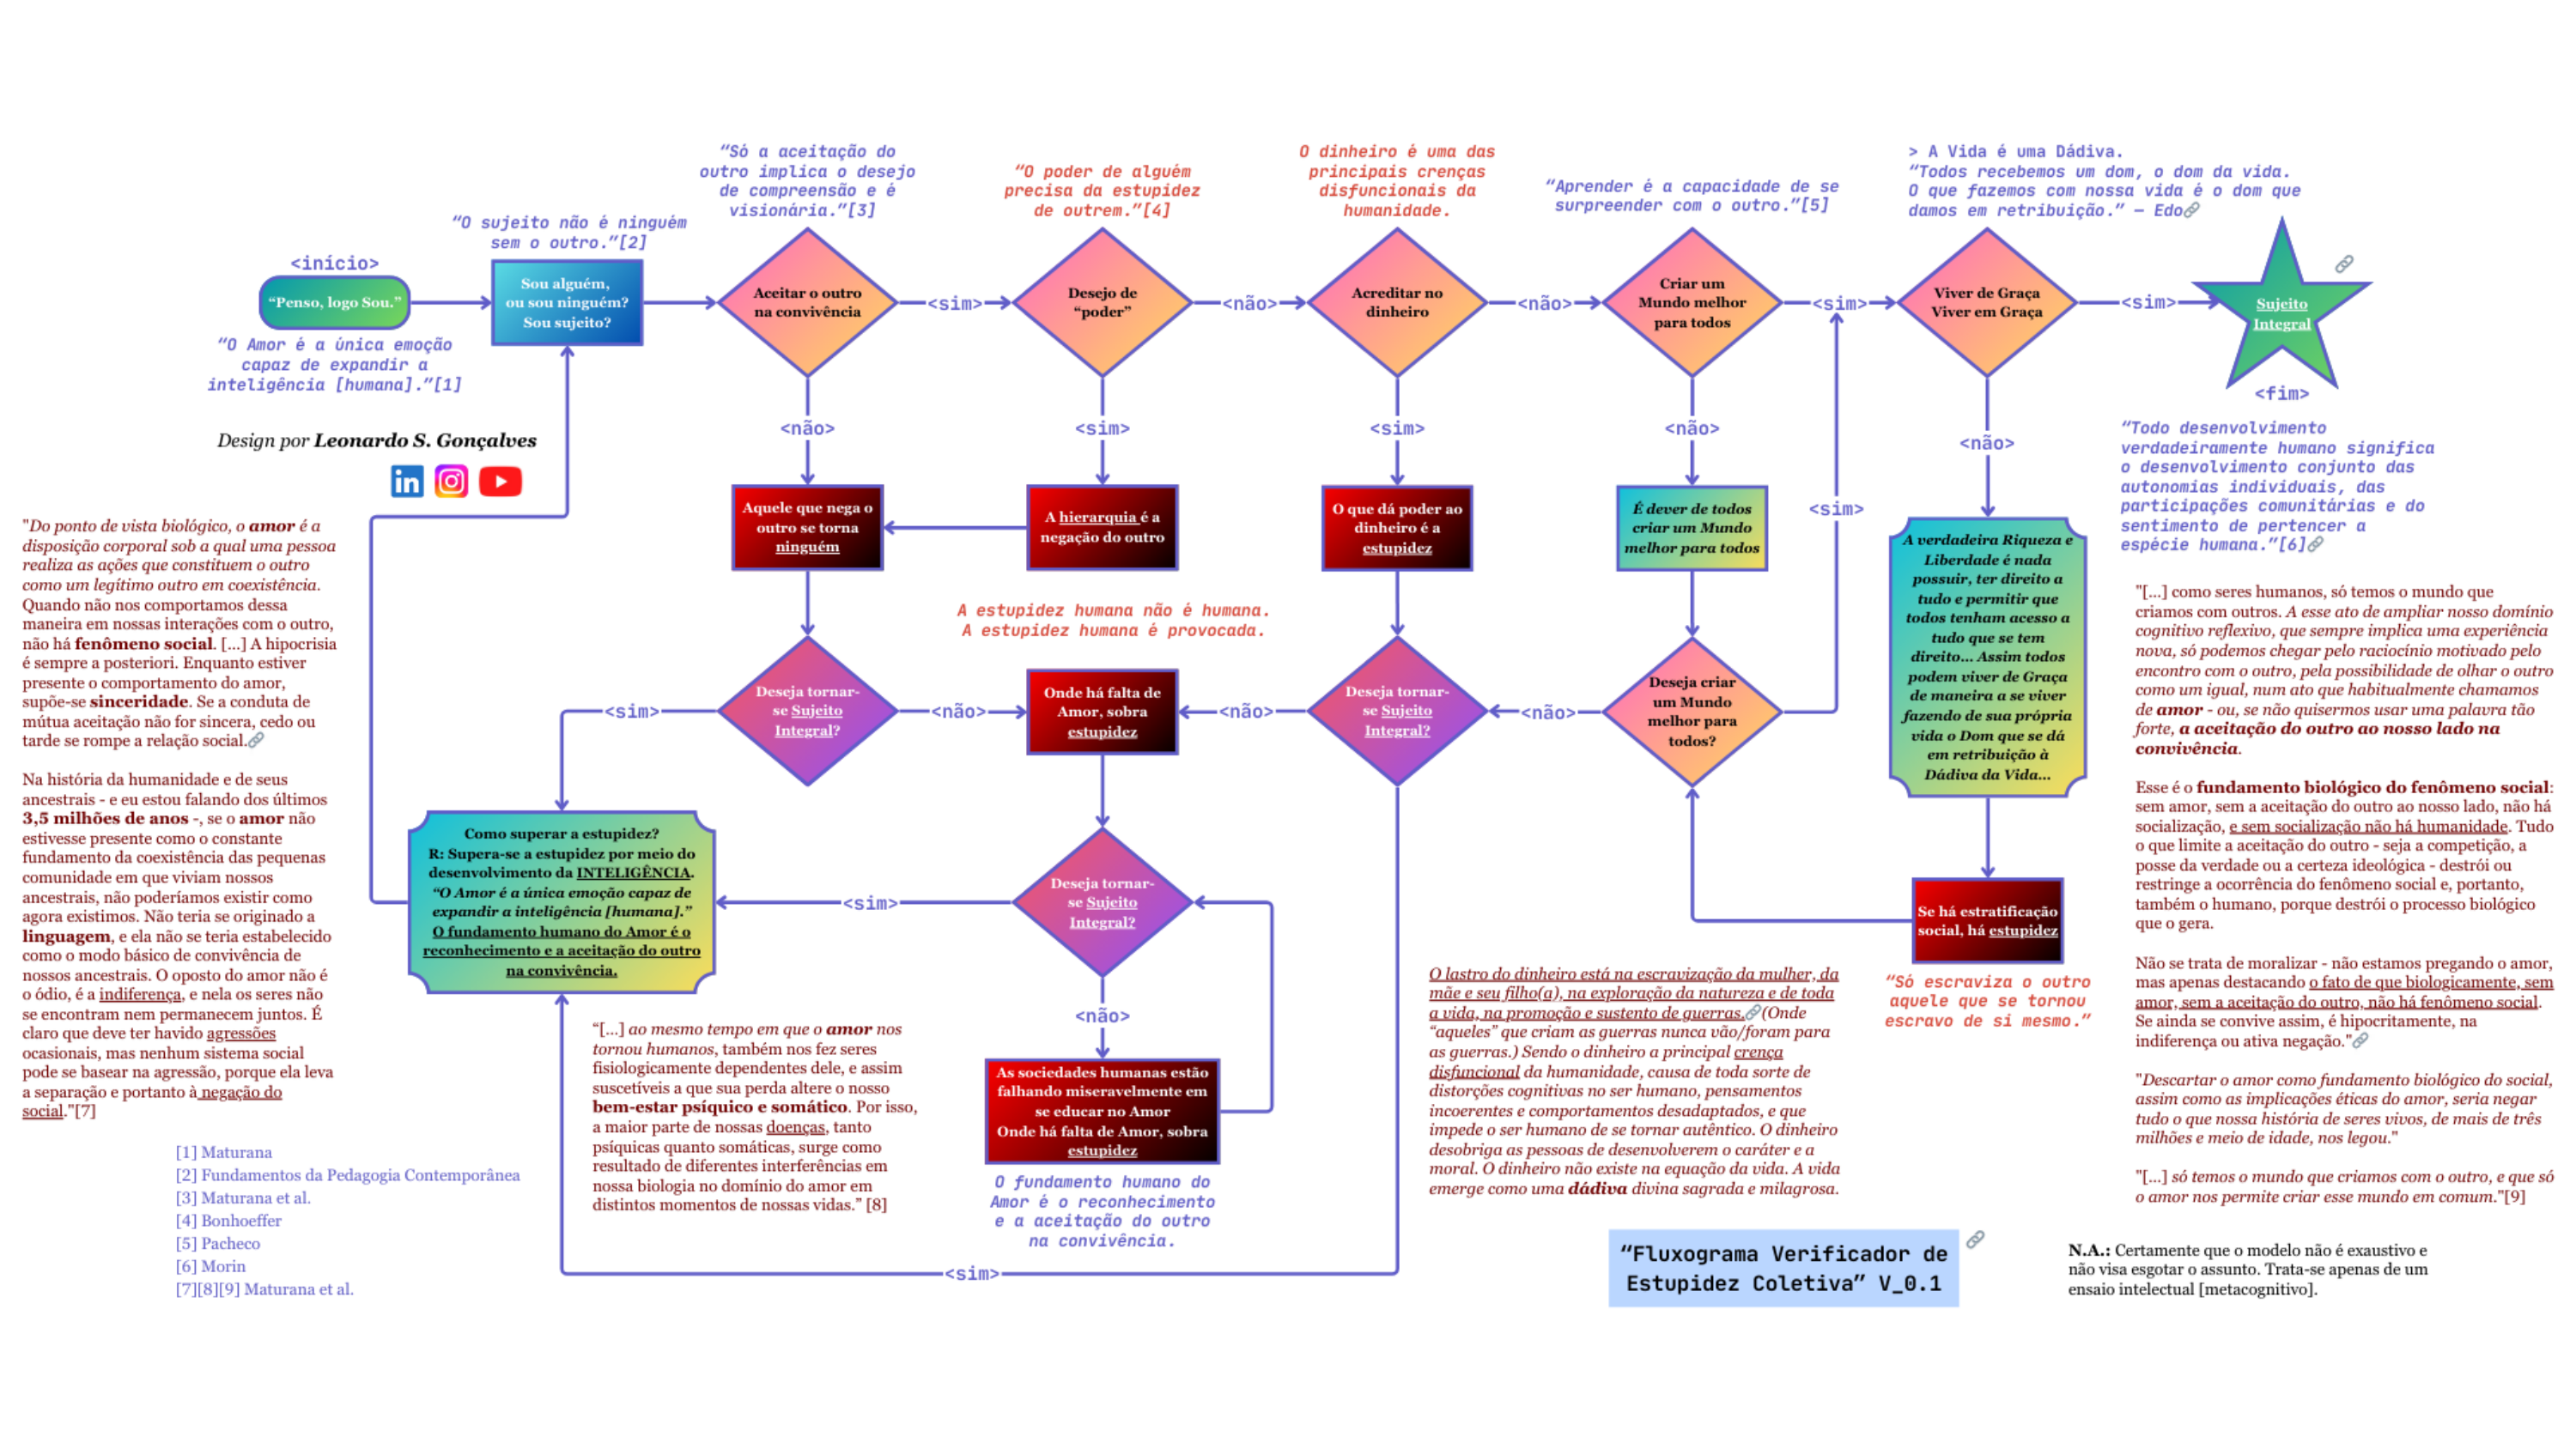 “Só a aceitação do
outro implica o desejo
de compreensão e é
visionária.”[3]
“O poder de alguém
precisa da estupidez
de outrem.”[4]
O dinheiro é uma das
principais crenças
disfuncionais da
humanidade.
“Aprender é a capacidade de se
surpreender com o outro.”[5]
> A Vida é uma Dádiva.
“Todos recebemos um dom, o dom da vida.
O que fazemos com nossa vida é o dom que
damos em retribuição.” — Edo
“O sujeito não é ninguém
sem o outro.”[2]
<início>
“Penso, logo Sou.”
“O Amor é a única emoção
capaz de expandir a
inteligência [humana].”[1]
Sou alguém,
ou sou ninguém?
Sou sujeito?
Aceitar o outro
na convivência
<sim>
Desejo de
“poder”
<não>
Acreditar no
dinheiro
<não>
Criar um
Mundo melhor
para todos
<sim>
Viver de Graça
Viver em Graça
<sim>
Sujeito
Integral
<fim>
Design por Leonardo S. Gonçalves
in
<não>
<sim>
<sim>
<não>
<não>
<sim>
“Todo desenvolvimento
verdadeiramente humano significa
o desenvolvimento conjunto das
autonomias individuais, das
participações comunitárias e do
sentimento de pertencer a
espécie humana.”[6]
Aquele que nega o
outro se torna
ninguém
A hierarquia é a
negação do outro
O que dá poder ao
dinheiro é a
estupidez
É dever de todos
criar um Mundo
melhor para todos
A verdadeira Riqueza e
Liberdade é nada
possuir, ter direito a
tudo e permitir que
todos tenham acesso a
tudo que se tem
direito... Assim todos
podem viver de Graça
de maneira a se viver
fazendo de sua própria
vida o Dom que se dá
em retribuição à
Dádiva da Vida...
"Do ponto de vista biológico, o amor é a
disposição corporal sob a qual uma pessoa
realiza as ações que constituem o outro
como um legítimo outro em coexistência.
Quando não nos comportamos dessa
maneira em nossas interações com o outro,
não há fenômeno social. [...] A hipocrisia
é sempre a posteriori. Enquanto estiver
presente o comportamento do amor,
supõe-se sinceridade. Se a conduta de
mútua aceitação não for sincera, cedo ou
tarde se rompe a relação social.
Na história da humanidade e de seus
ancestrais - e eu estou falando dos últimos
3,5 milhões de anos -, se o amor não
estivesse presente como o constante
fundamento da coexistência das pequenas
comunidade em que viviam nossos
ancestrais, não poderíamos existir como
agora existimos. Não teria se originado a
linguagem, e ela não se teria estabelecido
como o modo básico de convivência de
nossos ancestrais. O oposto do amor não é
o ódio, é a indiferença, e nela os seres não
se encontram nem permanecem juntos. É
claro que deve ter havido agressões
ocasionais, mas nenhum sistema social
pode se basear na agressão, porque ela leva
a separação e portanto à negação do
social."[7]
A estupidez humana não é humana.
A estupidez humana é provocada.
<sim>
Deseja tornar-
se Sujeito
Integral?
<não>
Onde há falta de
Amor, sobra
estupidez
<não>
Deseja tornar-
se Sujeito
Integral?
<não>
Deseja criar
um Mundo
melhor para
todos?
Como superar a estupidez?
R: Supera-se a estupidez por meio do
desenvolvimento da INTELIGÊNCIA.
“O Amor é a única emoção capaz de
expandir a inteligência [humana].”
O fundamento humano do Amor é o
reconhecimento e a aceitação do outro
na convivência.
<sim>
Deseja tornar-
se Sujeito
Integral?
<não>
As sociedades humanas estão
falhando miseravelmente em
se educar no Amor
Onde há falta de Amor, sobra
estupidez
O fundamento humano do
Amor é o reconhecimento
e a aceitação do outro
na convivência.
<sim>
“[...] ao mesmo tempo em que o amor nos
tornou humanos, também nos fez seres
fisiologicamente dependentes dele, e assim
suscetíveis a que sua perda altere o nosso
bem-estar psíquico e somático. Por isso,
a maior parte de nossas doenças, tanto
psíquicas quanto somáticas, surge como
resultado de diferentes interferências em
nossa biologia no domínio do amor em
distintos momentos de nossas vidas.” [8]
Se há estratificação
social, há estupidez
“Só escraviza o outro
aquele que se tornou
escravo de si mesmo.”
O lastro do dinheiro está na escravização da mulher, da
mãe e seu filho(a), na exploração da natureza e de toda
a vida, na promoção e sustento de guerras.(Onde
“aqueles” que criam as guerras nunca vão/foram para
as guerras.) Sendo o dinheiro a principal crença
disfuncional da humanidade, causa de toda sorte de
distorções cognitivas no ser humano, pensamentos
incoerentes e comportamentos desadaptados, e que
impede o ser humano de se tornar autêntico. O dinheiro
desobriga as pessoas de desenvolverem o caráter e a
moral. O dinheiro não existe na equação da vida. A vida
emerge como uma dádiva divina sagrada e milagrosa.
"[...] como seres humanos, só temos o mundo que
criamos com outros. A esse ato de ampliar nosso domínio
cognitivo reflexivo, que sempre implica uma experiência
nova, só podemos chegar pelo raciocínio motivado pelo
encontro com o outro, pela possibilidade de olhar o outro
como um igual, num ato que habitualmente chamamos
de amor - ou, se não quisermos usar uma palavra tão
forte, a aceitação do outro ao nosso lado na
convivência.
Esse é o fundamento biológico do fenômeno social:
sem amor, sem a aceitação do outro ao nosso lado, não há
socialização, e sem socialização não há humanidade. Tudo
o que limite a aceitação do outro - seja a competição, a
posse da verdade ou a certeza ideológica - destrói ou
restringe a ocorrência do fenômeno social e, portanto,
também o humano, porque destrói o processo biológico
que o gera.
Não se trata de moralizar - não estamos pregando o amor,
mas apenas destacando o fato de que biologicamente, sem
amor, sem a aceitação do outro, não há fenômeno social.
Se ainda se convive assim, é hipocritamente, na
indiferença ou ativa negação."
"Descartar o amor como fundamento biológico do social,
assim como as implicações éticas do amor, seria negar
tudo o que nossa história de seres vivos, de mais de três
milhões e meio de idade, nos legou."
"[...] só temos o mundo que criamos com o outro, e que só
o amor nos permite criar esse mundo em comum."[9]
[1] Maturana
[2] Fundamentos da Pedagogia Contemporânea
[3] Maturana et al.
[4] Bonhoeffer
[5] Pacheco
[6] Morin
[7][8][9] Maturana et al.
“Fluxograma Verificador de
Estupidez Coletiva” V_0.1
N.A.: Certamente que o modelo não é exaustivo e
não visa esgotar o assunto. Trata-se apenas de um
ensaio intelectual [metacognitivo].